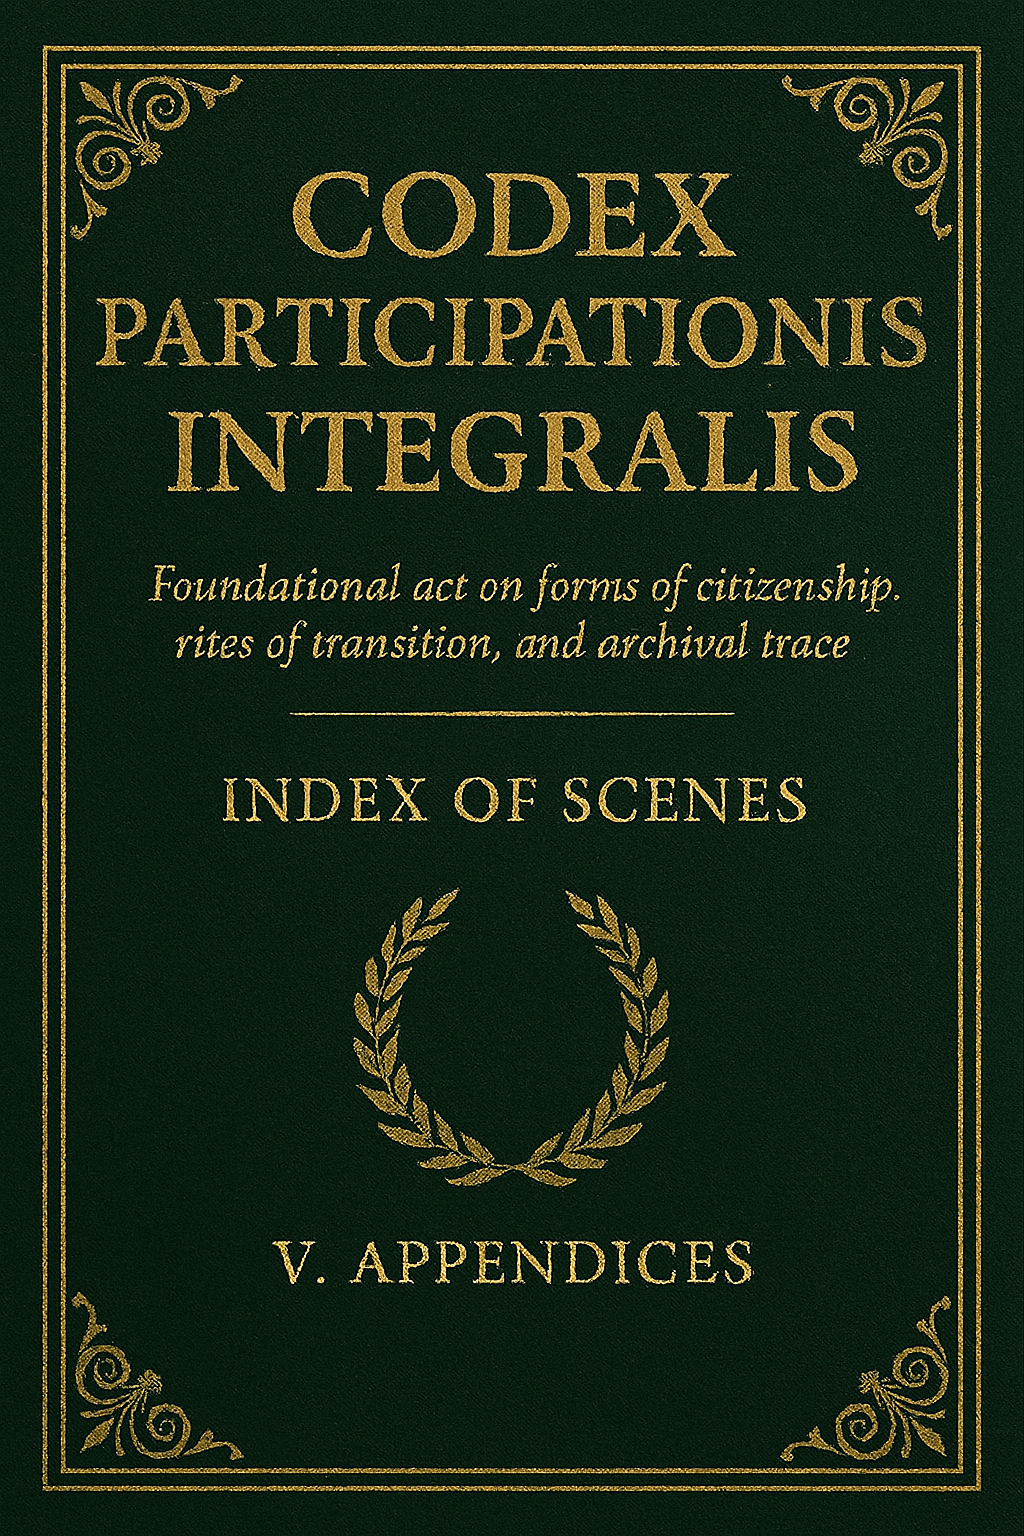 CODEX
PARTICIPATIONIS
INTEGRALIS
Foundational act on forms of citizenship.
rites of transition, and archival trace
INDEX OF SCENES
V. APPENDICES